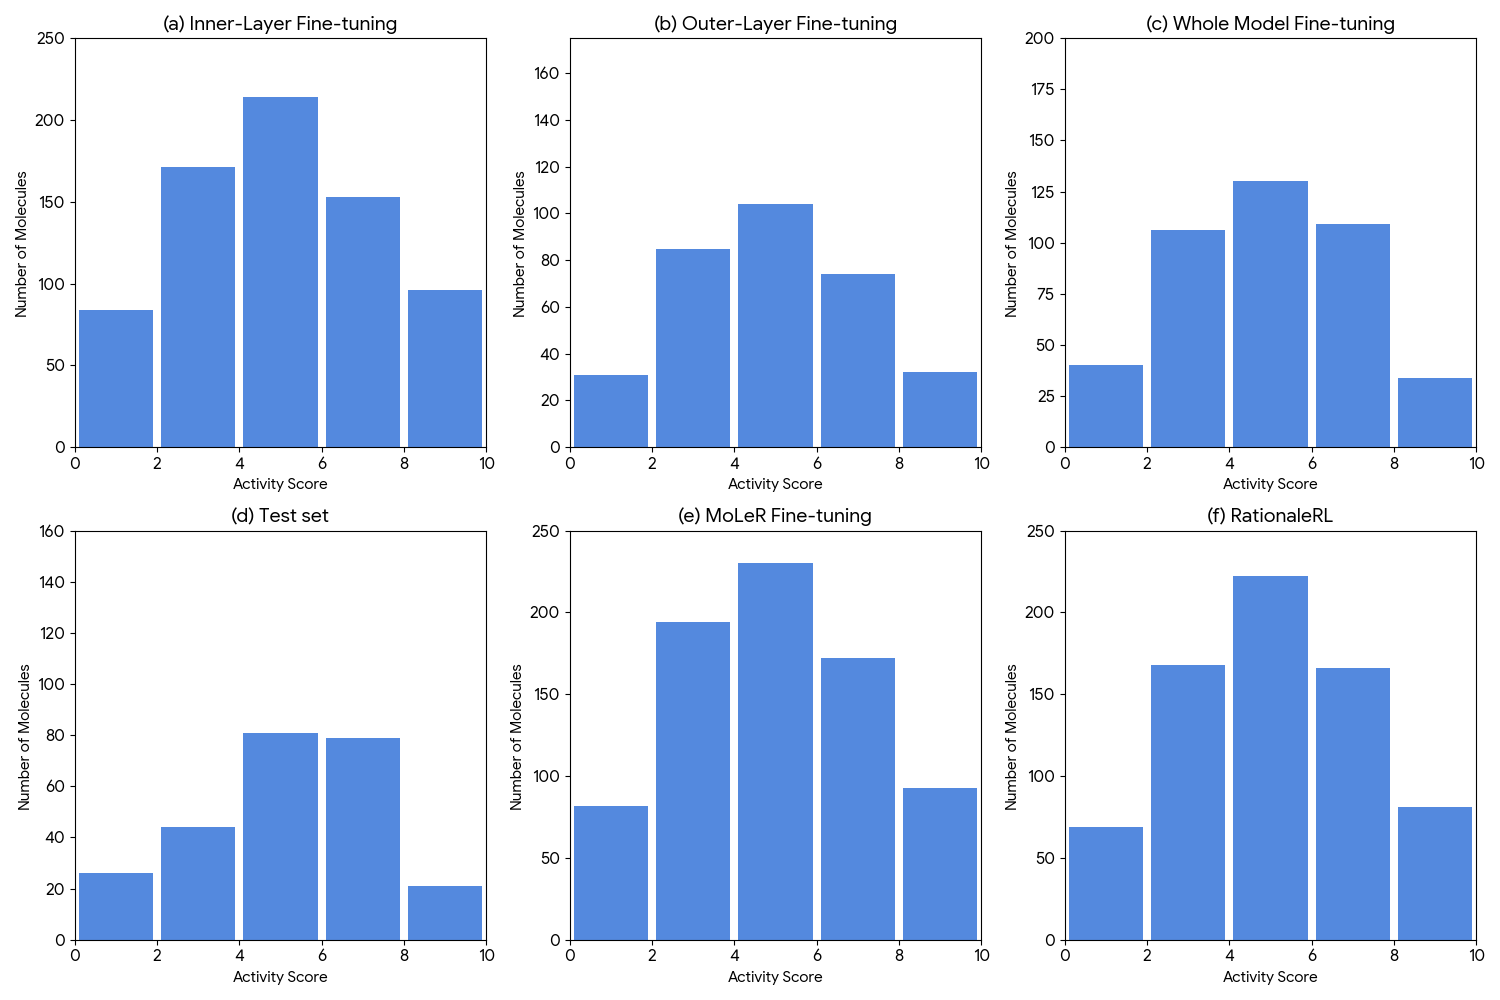 (a) Inner-Layer Fine-tuning
250
200
150
100
50
0
Number of Molecules
0 2 4 6 8 10
Activity Score
(b) Outer-Layer Fine-tuning
160
140
120
100
80
60
40
20
0
Number of Molecules
0 2 4 6 8 10
Activity Score
(c) Whole Model Fine-tuning
200
175
150
125
100
75
50
25
0
Number of Molecules
0 2 4 6 8 10
Activity Score
(d) Test set
160
140
120
100
80
60
40
20
0
Number of Molecules
0 2 4 6 8 10
Activity Score
(e) MoLeR Fine-tuning
250
200
150
100
50
0
Number of Molecules
0 2 4 6 8 10
Activity Score
(f) RationaleRL
250
200
150
100
50
0
Number of Molecules
0 2 4 6 8 10
Activity Score